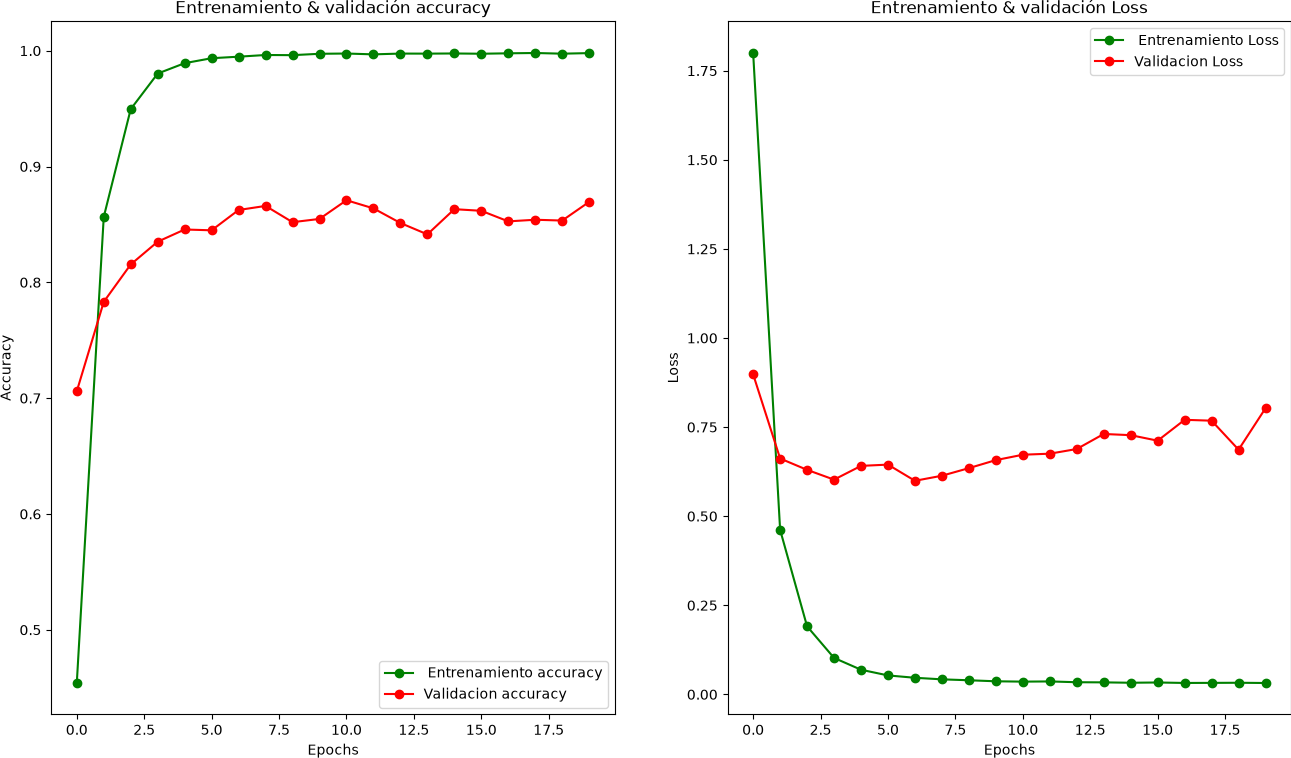 Entrenamiento & validación accuracy
1.0
0.9
0.8
0.7
0.6
0.5
Accuracy
0.0 2.5 5.0 7.5 10.0 12.5 15.0 17.5
Epochs
Entrenamiento accuracy
Validacion accuracy
Entrenamiento & validación Loss
1.75
1.50
1.25
1.00
0.75
0.50
0.25
0.00
Loss
0.0 2.5 5.0 7.5 10.0 12.5 15.0 17.5
Epochs
Entrenamiento Loss
Validacion Loss